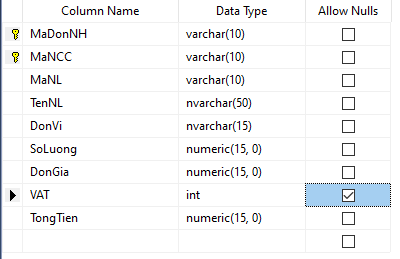 Column Name Data Type Allow Nulls
MaDonNH varchar(10)
MaNCC varchar(10)
MaNL varchar(10)
TenNL nvarchar(50)
DonVi nvarchar(15)
SoLuong numeric(15, 0)
DonGia numeric(15, 0)
VAT int
TongTien numeric(15, 0)